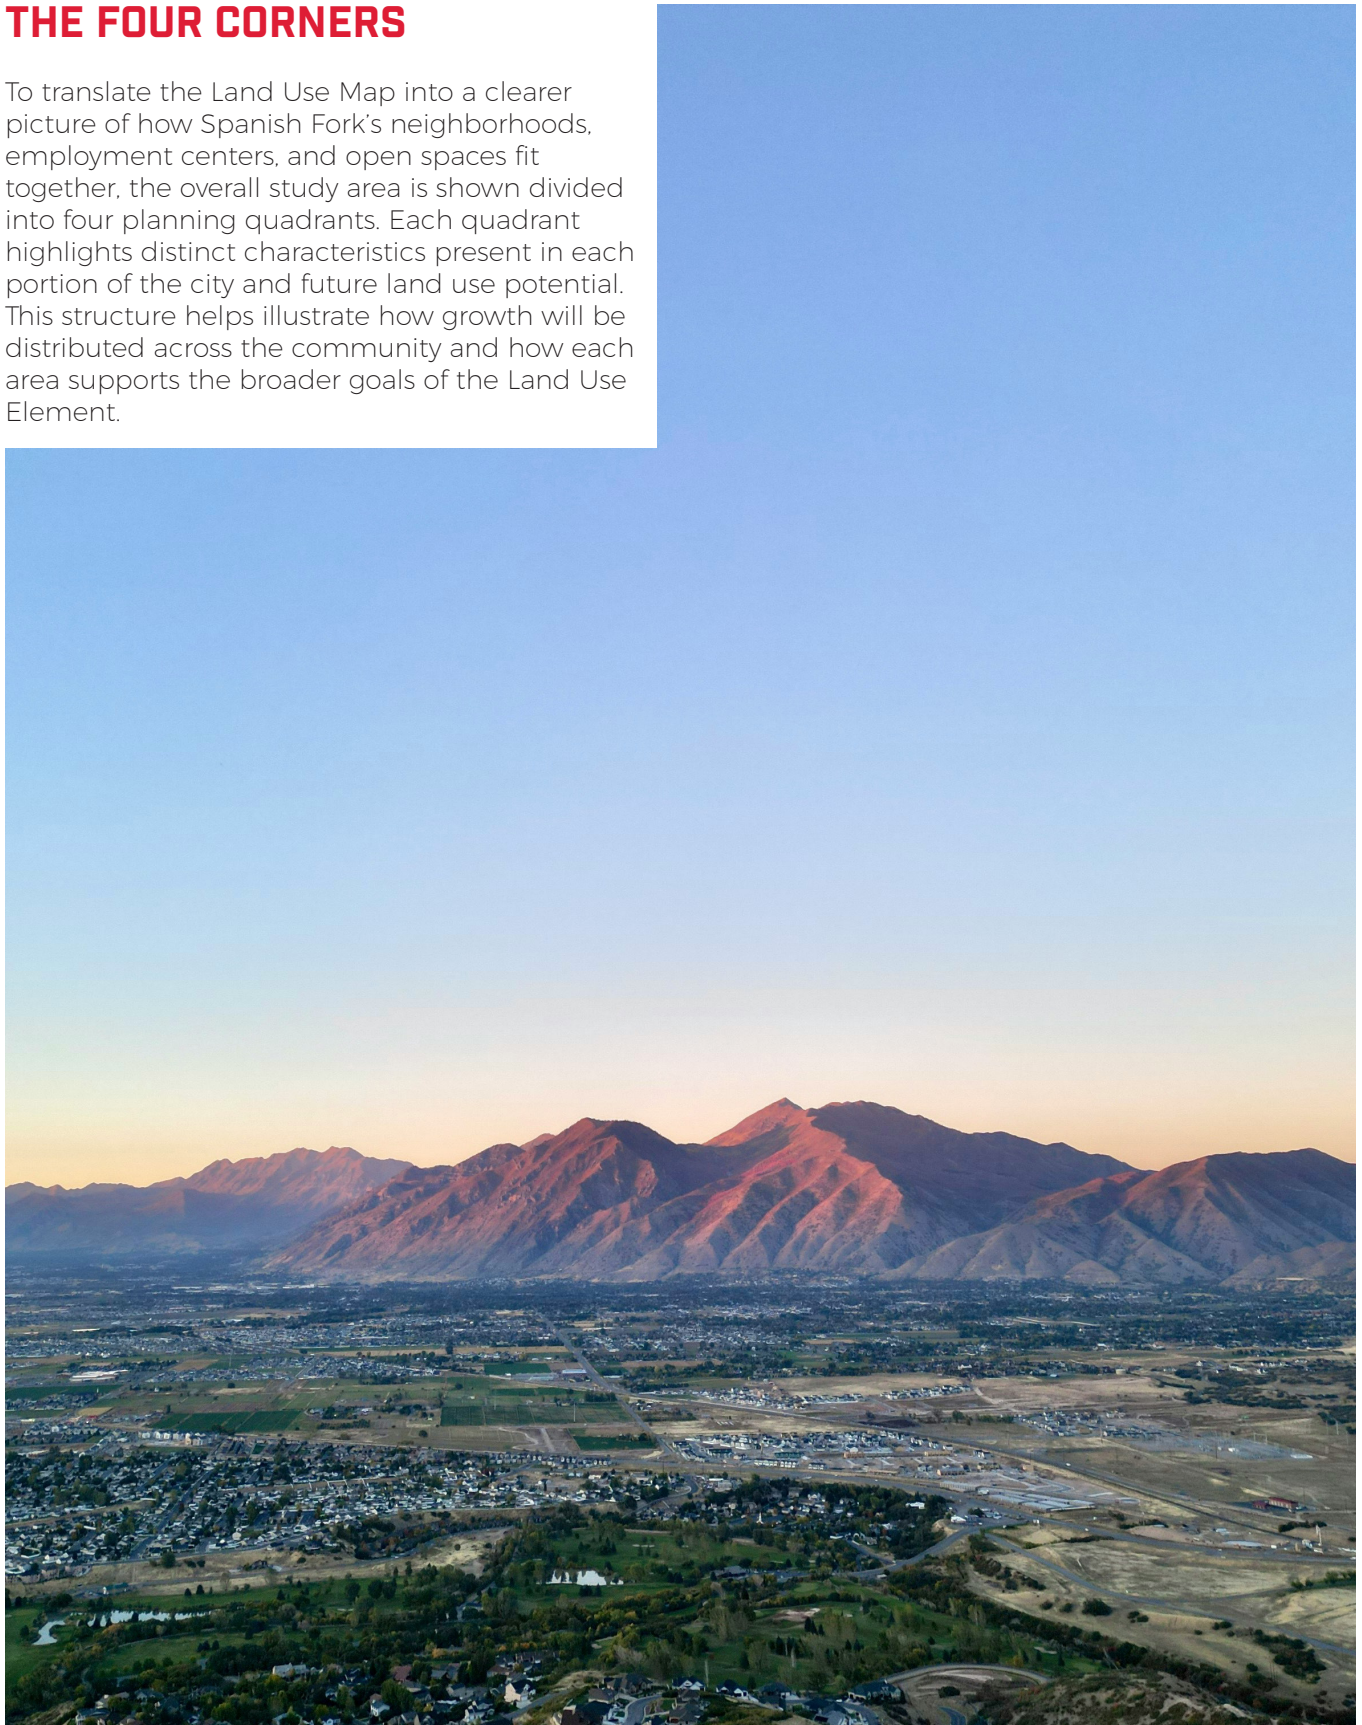 THE FOUR CORNERS
To translate the Land Use Map into a clearer
picture of how Spanish Fork’s neighborhoods,
employment centers, and open spaces fit
together, the overall study area is shown divided
into four planning quadrants. Each quadrant
highlights distinct characteristics present in each
portion of the city and future land use potential.
This structure helps illustrate how growth will be
distributed across the community and how each
area supports the broader goals of the Land Use
Element.